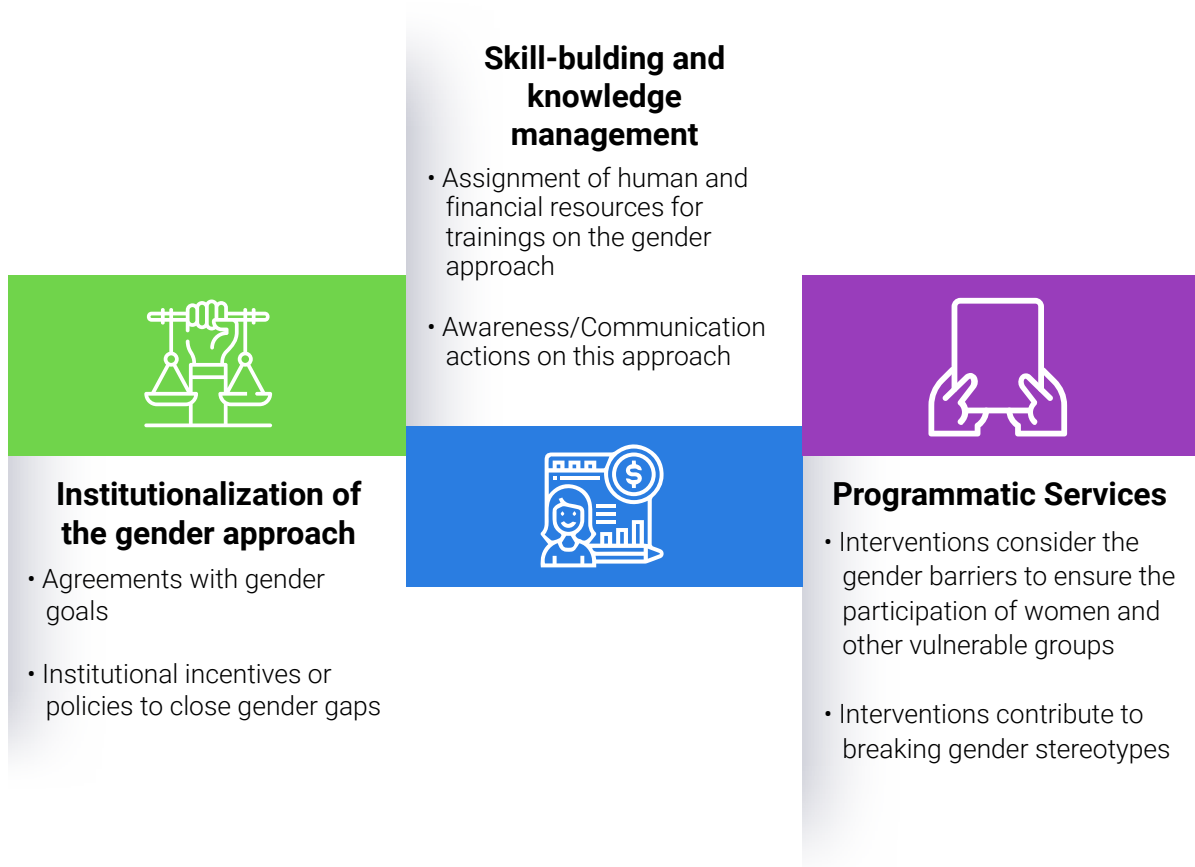 Skill-bulding and
knowledge
management
• Assignment of human and
financial resources for
trainings on the gender
approach
• Awareness/Communication
actions on this approach
$
Institutionalization of
the gender approach
• Agreements with gender
goals
• Institutional incentives or
policies to close gender gaps
Programmatic Services
• Interventions consider the
gender barriers to ensure the
participation of women and
other vulnerable groups
• Interventions contribute to
breaking gender stereotypes